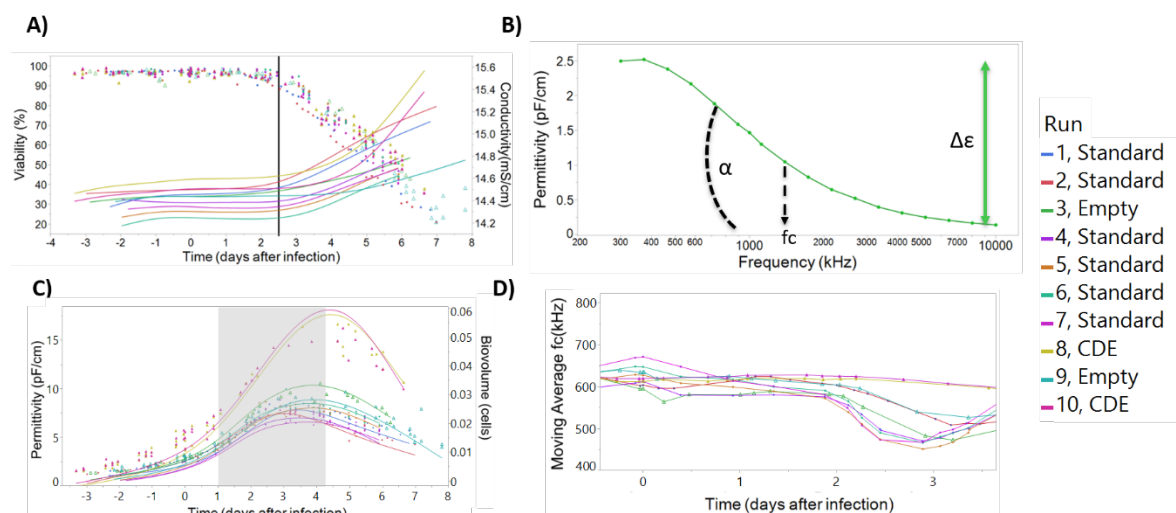 A)
Viability (%)
100
90
80
70
60
50
40
30
20
15.6
15.4
15.2
15.0
14.8
14.6
14.4
14.2
Conductivity/mS/cm)
-4 -3 -2 -1 0 1 2 3 4 5 6 7 8
Time (days after infection)
B)
Permittivity (pF/cm)
2.5
2
1.5
1
0.5
0
α
fc
Δε
200 300 400 500 600 1000 2000 3000 4000 5000 7000 10000
Frequency (kHz)
C)
Permittivity (pF/cm)
15
10
5
0
0.06
0.05
0.04
0.03
0.02
0.01
0
Biovolume (cells)
-3 -2 -1 0 1 2 3 4 5 6 7 8
Time (days after infection)
D)
Moving Average fc(kHz)
800
700
600
500
400
0 1 2 3
Time (days after infection)
Run
1, Standard
2, Standard
3, Empty
4, Standard
5, Standard
6, Standard
7, Standard
8, CDE
9, Empty
10, CDE